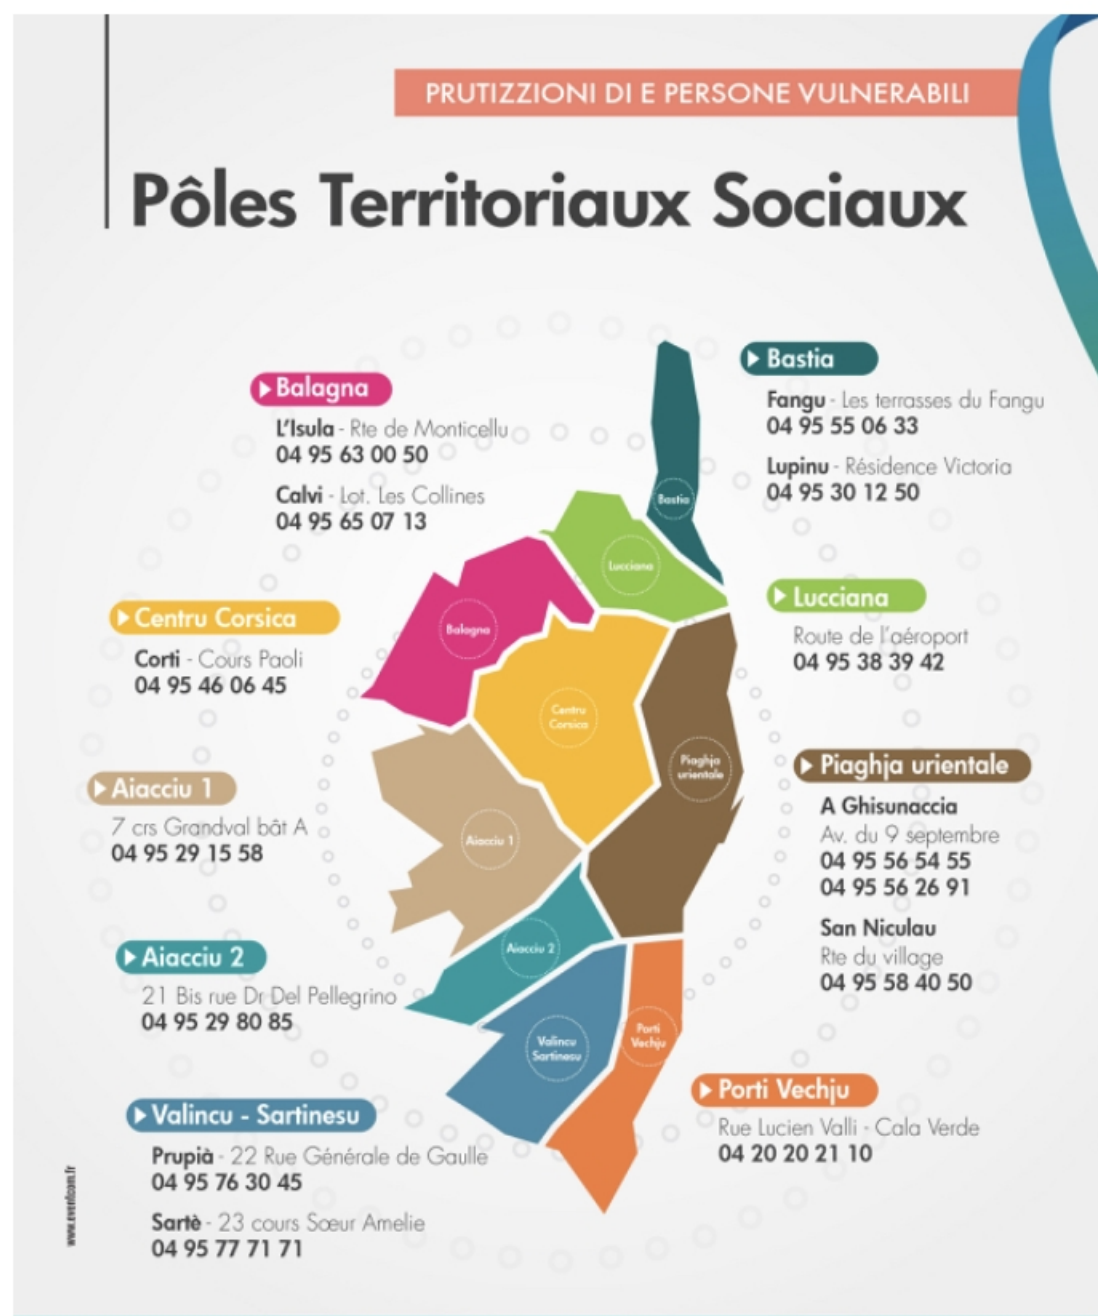 PRUTIZZIONI DI E PERSONE VULNERABILI
Pôles Territoriaux Sociaux
Balagna
L'Isula - Rte de Monticellu
04 95 63 00 50
Calvi - Lot. Les Collines
04 95 65 07 13
Bastia
Fangu - Les terrasses du Fangu
04 95 55 06 33
Lupinu - Résidence Victoria
04 95 30 12 50
Centru Corsica
Corti - Cours Paoli
04 95 46 06 45
Lucciana
Route de l'aéroport
04 95 38 39 42
Aiacciu 1
7 crs Grandval bât A
04 95 29 15 58
Piaghja urientale
A Ghisunaccia
Av. du 9 septembre
04 95 56 54 55
04 95 56 26 91
San Niculau
Rte du village
04 95 58 40 50
Aiacciu 2
21 Bis rue Dr Del Pellegrino
04 95 29 80 85
Valincu - Sartinesu
Prupià - 22 Rue Générale de Gaulle
04 95 76 30 45
Sartè - 23 cours Sœur Amelie
04 95 77 71 71
Porti Vechju
Rue Lucien Valli - Cala Verde
04 20 20 21 10
Bastia
Lucciana
Balagna
Centru
Corsica
Piaghja
urientale
Aiacciu 1
Aiacciu 2
Valincu
Sartinesu
Porti
Vechju
www.eventcom.fr